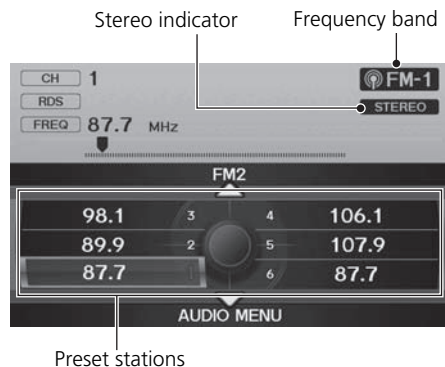 Stereo indicator Frequency band
CH 1 FM-1
RDS STEREO
FREQ 87.7 MHz
FM2
98.1 3 4 106.1
89.9 2 5 107.9
87.7 1 6 87.7
AUDIO MENU
Preset stations